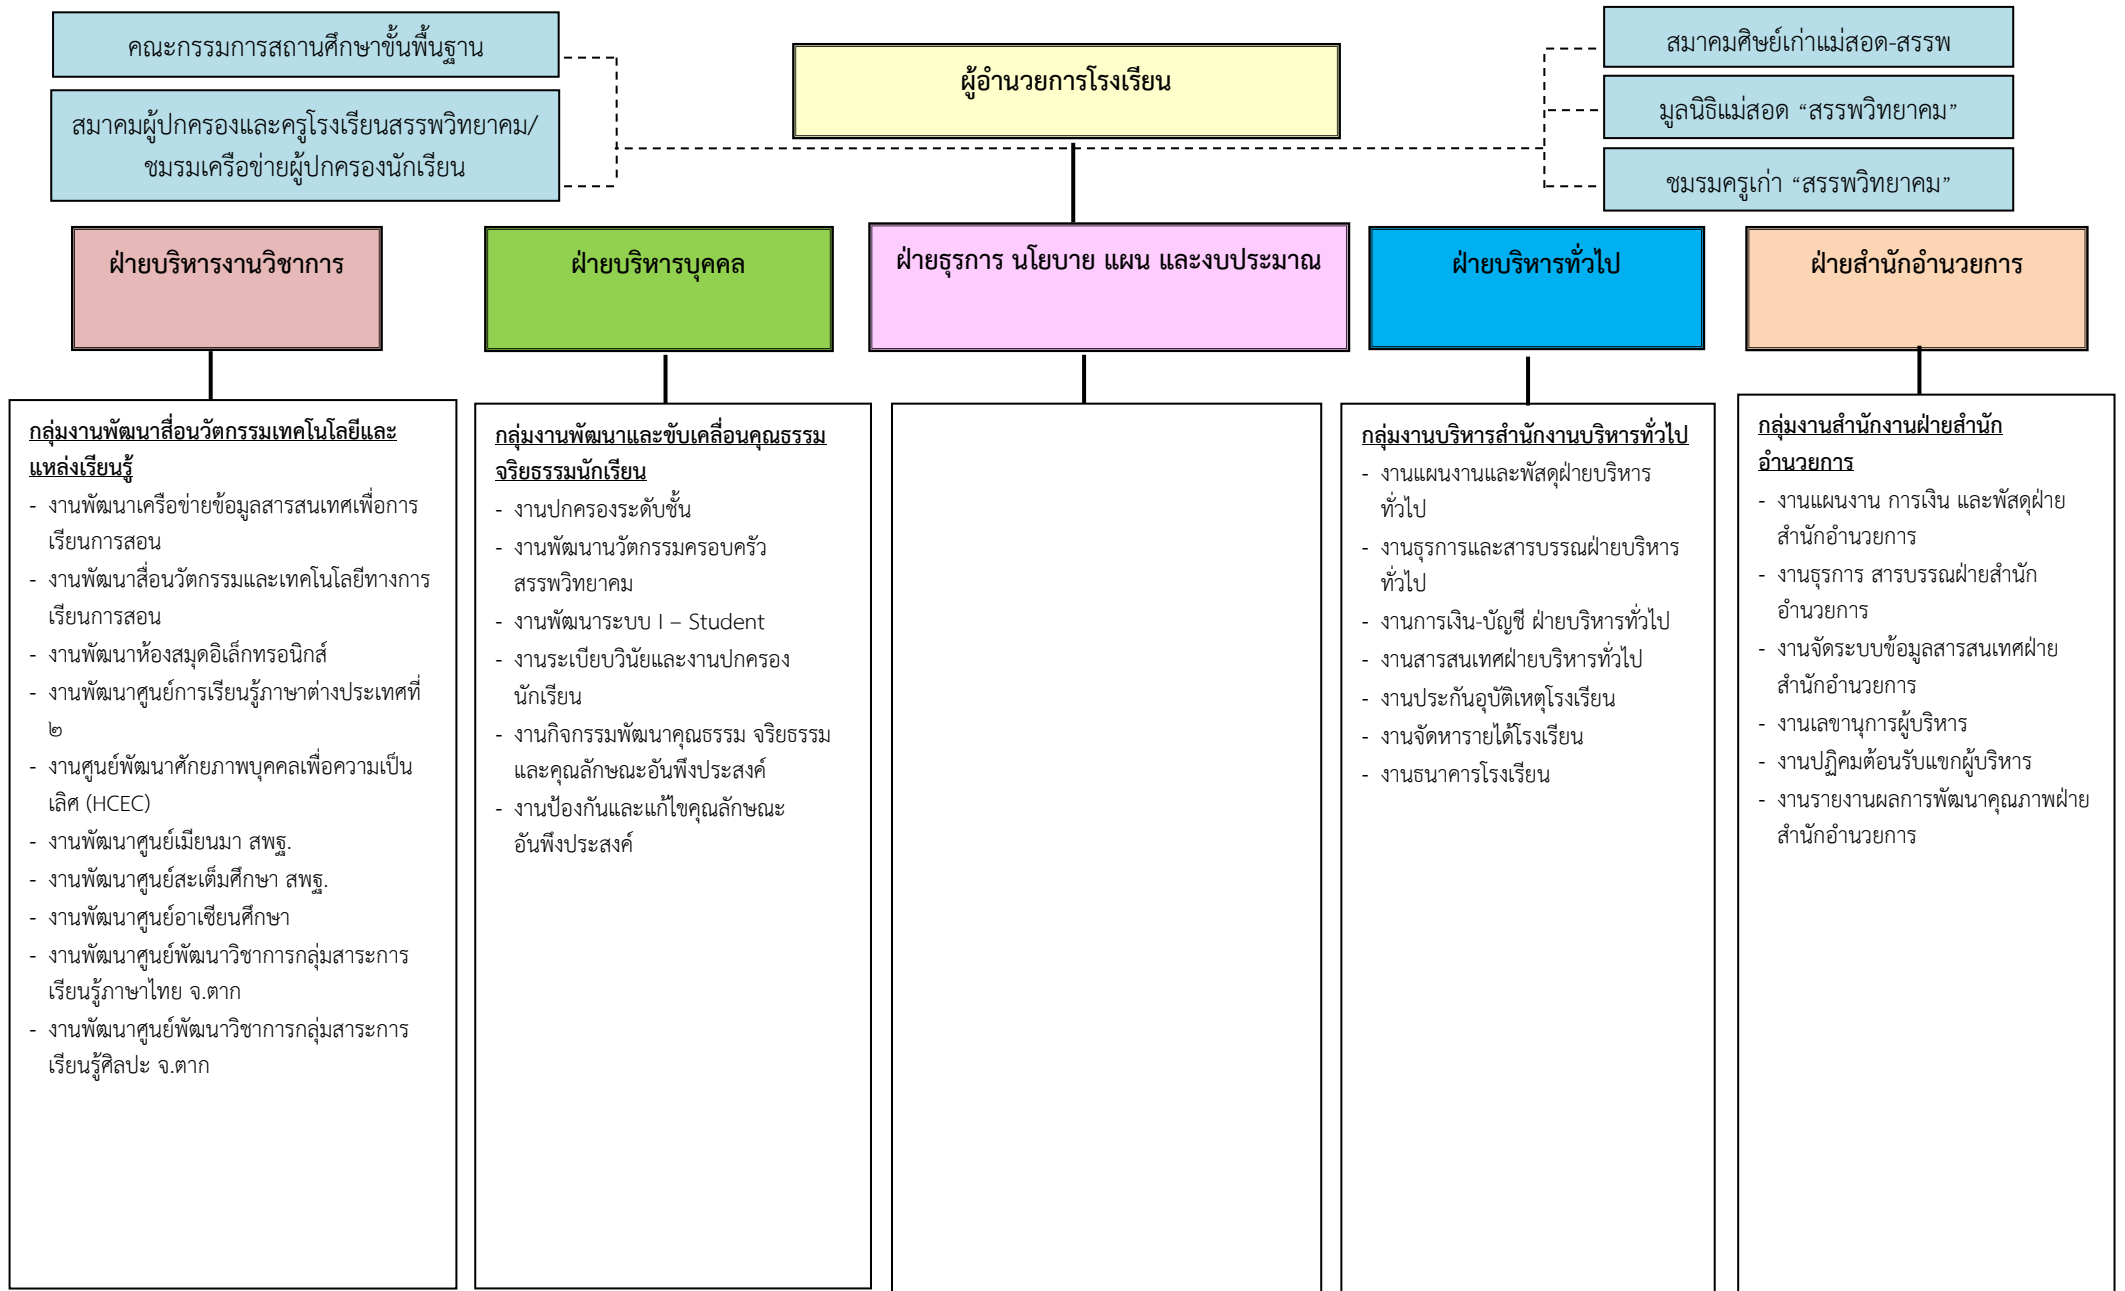 คณะกรรมการสถานศึกษาขั้นพื้นฐาน
สมาคมผู้ปกครองและครูโรงเรียนสรรพวิทยาคม/
ชมรมเครือข่ายผู้ปกครองนักเรียน
ผู้อำนวยการโรงเรียน
สมาคมศิษย์เก่าแม่สอด-สรรพ
มูลนิธิแม่สอด “สรรพวิทยาคม”
ชมรมครูเก่า “สรรพวิทยาคม”
ฝ่ายบริหารงานวิชาการ
ฝ่ายบริหารบุคคล
ฝ่ายธุรการ นโยบาย แผน และงบประมาณ
ฝ่ายบริหารทั่วไป
ฝ่ายสำนักอำนวยการ
กลุ่มงานพัฒนาสื่อนวัตกรรมเทคโนโลยีและ
แหล่งเรียนรู้
- งานพัฒนาเครือข่ายข้อมูลสารสนเทศเพื่อการ
เรียนการสอน
- งานพัฒนาสื่อนวัตกรรมและเทคโนโลยีทางการ
เรียนการสอน
- งานพัฒนาห้องสมุดอิเล็กทรอนิกส์
- งานพัฒนาศูนย์การเรียนรู้ภาษาต่างประเทศที่
๒
- งานศูนย์พัฒนาศักยภาพบุคคลเพื่อความเป็น
เลิศ (HCEC)
- งานพัฒนาศูนย์เมียนมา สพฐ.
- งานพัฒนาศูนย์สะเต็มศึกษา สพฐ.
- งานพัฒนาศูนย์อาเซียนศึกษา
- งานพัฒนาศูนย์พัฒนาวิชาการกลุ่มสาระการ
เรียนรู้ภาษาไทย จ.ตาก
- งานพัฒนาศูนย์พัฒนาวิชาการกลุ่มสาระการ
เรียนรู้ศิลปะ จ.ตาก
กลุ่มงานพัฒนาและขับเคลื่อนคุณธรรม
จริยธรรมนักเรียน
- งานปกครองระดับชั้น
- งานพัฒนานวัตกรรมครอบครัว
สรรพวิทยาคม
- งานพัฒนาระบบ I – Student
- งานระเบียบวินัยและงานปกครอง
นักเรียน
- งานกิจกรรมพัฒนาคุณธรรม จริยธรรม
และคุณลักษณะอันพึงประสงค์
- งานป้องกันและแก้ไขคุณลักษณะ
อันพึงประสงค์
กลุ่มงานบริหารสำนักงานบริหารทั่วไป
- งานแผนงานและพัสดุฝ่ายบริหาร
ทั่วไป
- งานธุรการและสารบรรณฝ่ายบริหาร
ทั่วไป
- งานการเงิน-บัญชี ฝ่ายบริหารทั่วไป
- งานสารสนเทศฝ่ายบริหารทั่วไป
- งานประกันอุบัติเหตุโรงเรียน
- งานจัดหารายได้โรงเรียน
- งานธนาคารโรงเรียน
กลุ่มงานสำนักงานฝ่ายสำนัก
อำนวยการ
- งานแผนงาน การเงิน และพัสดุฝ่าย
สำนักอำนวยการ
- งานธุรการ สารบรรณฝ่ายสำนัก
อำนวยการ
- งานจัดระบบข้อมูลสารสนเทศฝ่าย
สำนักอำนวยการ
- งานเลขานุการผู้บริหาร
- งานปฏิคมต้อนรับแขกผู้บริหาร
- งานรายงานผลการพัฒนาคุณภาพฝ่าย
สำนักอำนวยการ